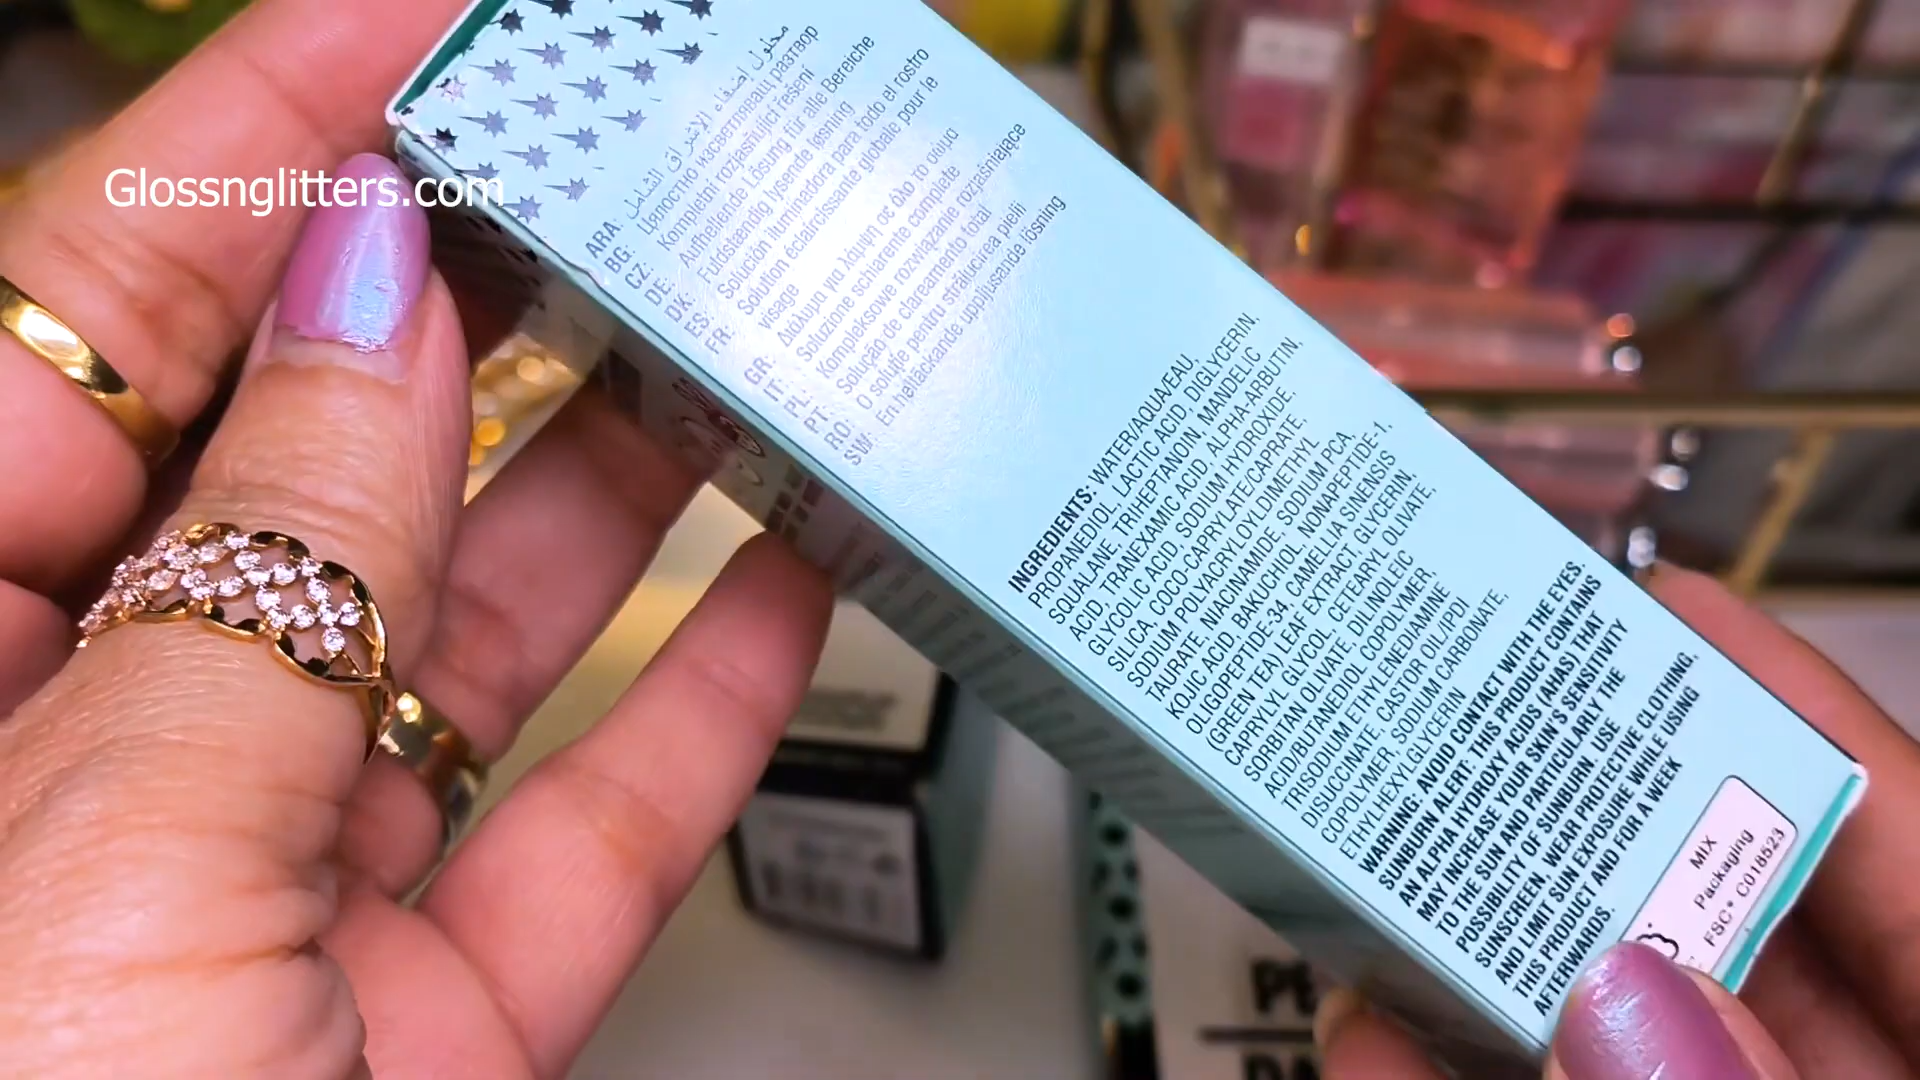 Glossnglitters.com
ARA: محلول إضفاء الإشراق الشامل
BG: Цялостно изсветляващ разтвор
CZ: Kompletní rozjasňující řešení
DE: Aufhellende Lösung für alle Bereiche
DK: Fuldstændig lysende løsning
ES: Solución iluminadora para todo el rostro
FR: Solution éclaircissante globale pour le
visage
GR: Διάλυμα για λάμψη σε όλο το σώμα
IT: Soluzione schiarente completa
PL: Kompleksowe rozwiązanie rozjaśniające
PT: Solução de clareamento total
RO: O soluție pentru strălucirea pielii
SW: En heltäckande uppljusande lösning
INGREDIENTS: WATER/AQUA/EAU,
PROPANEDIOL, LACTIC ACID, DIGLYCERIN,
SQUALANE, TRIHEPTANOIN, MANDELIC
ACID, TRANEXAMIC ACID, ALPHA-ARBUTIN,
GLYCOLIC ACID, SODIUM HYDROXIDE,
SILICA, COCO-CAPRYLATE/CAPRATE,
SODIUM POLYACRYLOYLDIMETHYL
TAURATE, NIACINAMIDE, SODIUM PCA,
KOJIC ACID, BAKUCHIOL, NONAPEPTIDE-1,
OLIGOPEPTIDE-34, CAMELLIA SINENSIS
(GREEN TEA) LEAF EXTRACT, GLYCERIN,
CAPRYLYL GLYCOL, CETEARYL OLIVATE,
SORBITAN OLIVATE, DILINOLEIC
ACID/BUTANEDIOL COPOLYMER,
TRISODIUM ETHYLENEDIAMINE
DISUCCINATE, CASTOR OIL/IPDI
COPOLYMER, SODIUM CARBONATE,
ETHYLHEXYLGLYCERIN
WARNING: AVOID CONTACT WITH THE EYES.
SUNBURN ALERT: THIS PRODUCT CONTAINS
AN ALPHA HYDROXY ACIDS (AHAS) THAT
MAY INCREASE YOUR SKIN'S SENSITIVITY
TO THE SUN AND PARTICULARLY THE
POSSIBILITY OF SUNBURN. USE
SUNSCREEN, WEAR PROTECTIVE CLOTHING,
AND LIMIT SUN EXPOSURE WHILE USING
THIS PRODUCT AND FOR A WEEK
AFTERWARDS.
MIX
Packaging
FSC® C018523